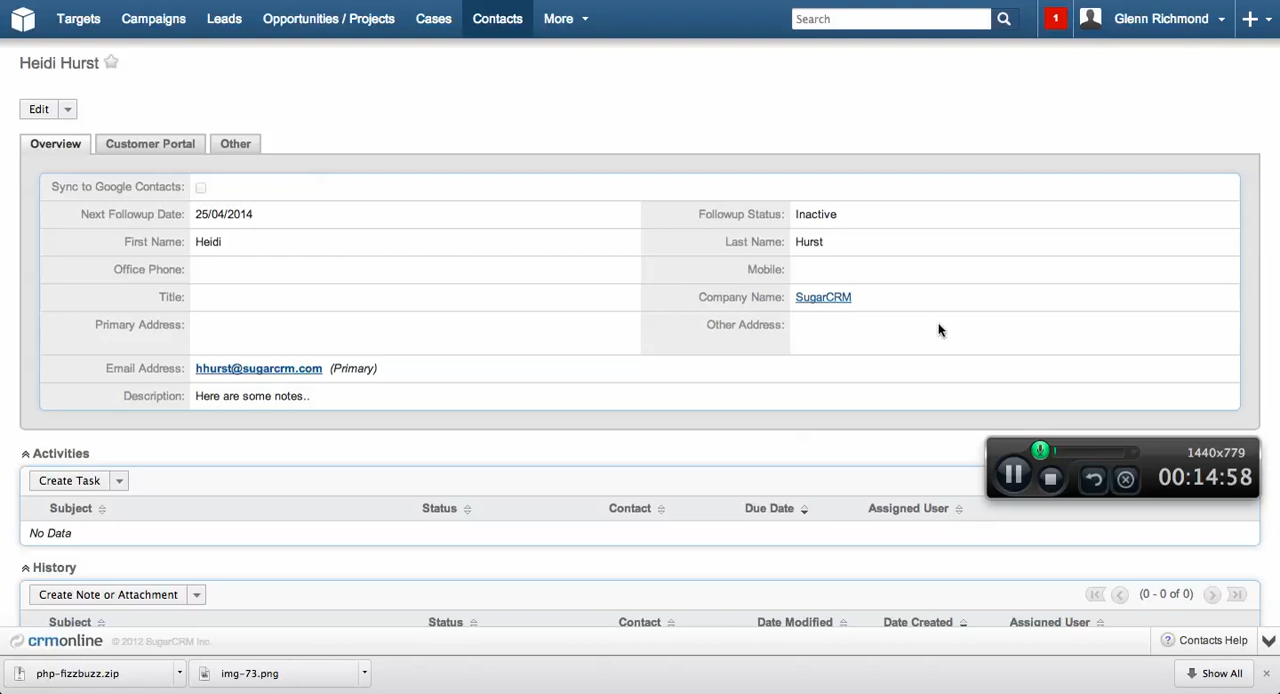 Targets Campaigns Leads Opportunities / Projects Cases Contacts More Search 1 Glenn Richmond
Heidi Hurst
Edit
Overview Customer Portal Other
Sync to Google Contacts:
Next Followup Date: 25/04/2014 Followup Status: Inactive
First Name: Heidi Last Name: Hurst
Office Phone: Mobile:
Title: Company Name: SugarCRM
Primary Address: Other Address:
Email Address: hhurst@sugarcrm.com (Primary)
Description: Here are some notes..
Activities
1440x779
00:14:58
Create Task
Subject Status Contact Due Date Assigned User
No Data
History
Create Note or Attachment (0 - 0 of 0)
Subject Status Contact Date Modified Date Created Assigned User
crmonline © 2012 SugarCRM Inc. ? Contacts Help
php-fizzbuzz.zip img-73.png Show All